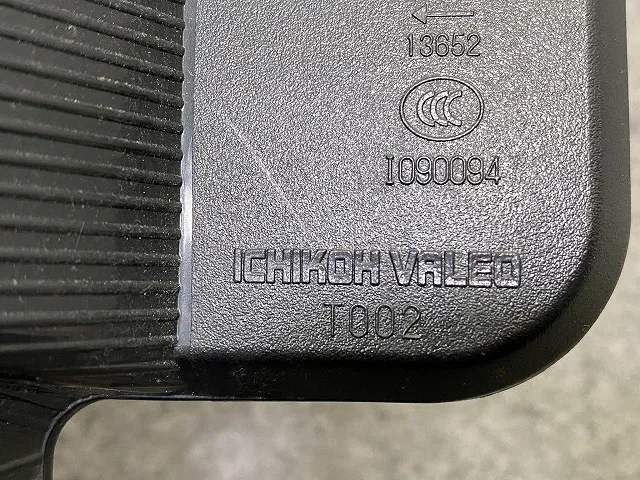 ←
13652
CCC
I090094
ICHIKOH VALEO
T002